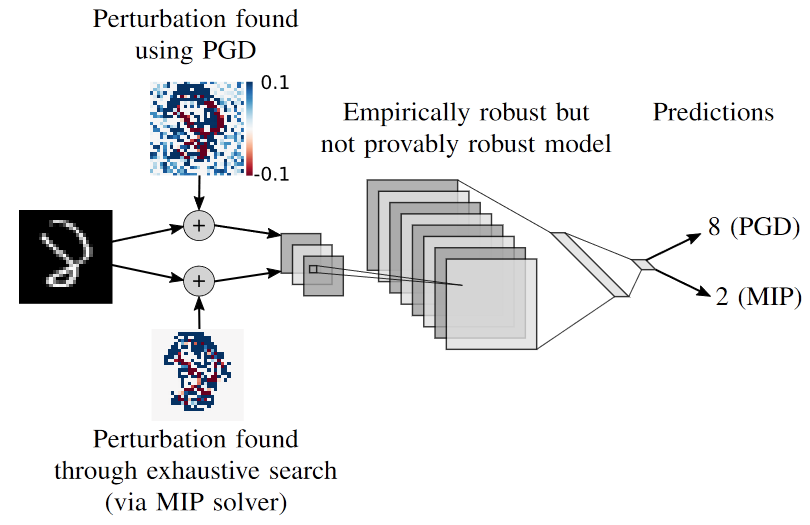 Perturbation found
using PGD
0.1
-0.1
Empirically robust but
not provably robust model
Predictions
+
+
8 (PGD)
2 (MIP)
Perturbation found
through exhaustive search
(via MIP solver)